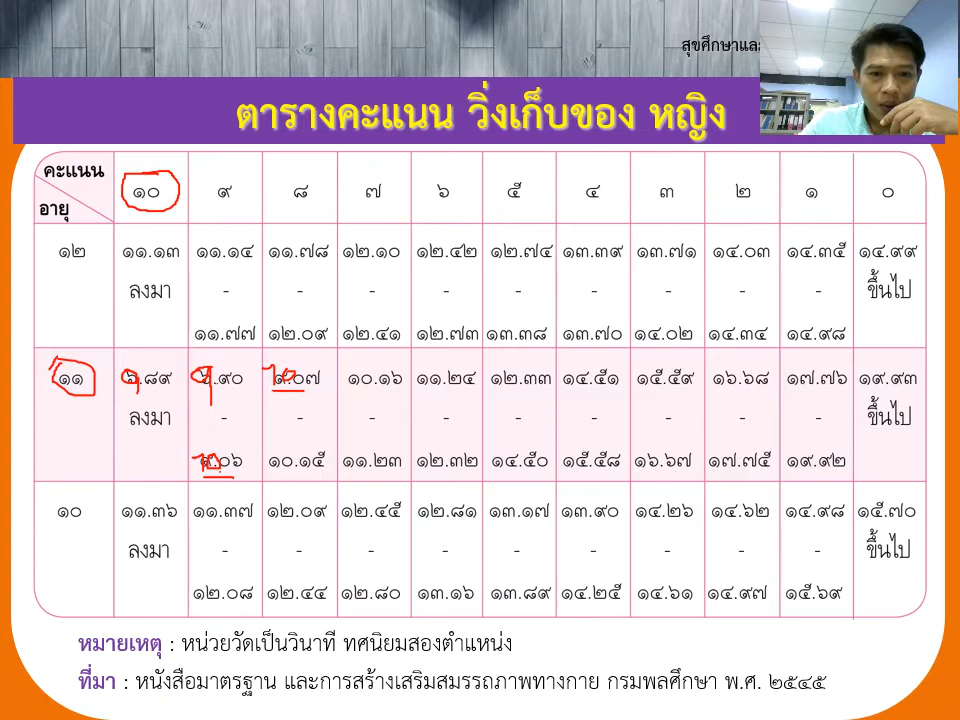 สุขศึกษาและ
ตารางคะแนน วิ่งเก็บของ หญิง
คะแนน
อายุ
๑๐ ๙ ๘ ๗ ๖ ๕ ๔ ๓ ๒ ๑ ๐
๑๒ ๑๑.๑๓ ๑๑.๑๔ ๑๑.๗๘ ๑๒.๑๐ ๑๒.๔๒ ๑๒.๗๔ ๑๓.๓๙ ๑๓.๗๑ ๑๔.๐๓ ๑๔.๓๕ ๑๔.๙๙
ลงมา - - - - - - - - - ขึ้นไป
๑๑.๗๗ ๑๒.๐๙ ๑๒.๔๑ ๑๒.๗๓ ๑๓.๓๘ ๑๓.๗๐ ๑๔.๐๒ ๑๔.๓๔ ๑๔.๙๘
๑๑ ๖.๘๙ ๖.๙๐ ๙.๐๗ ๑๐.๑๖ ๑๑.๒๔ ๑๒.๓๓ ๑๔.๕๑ ๑๕.๕๙ ๑๖.๖๘ ๑๗.๗๖ ๑๙.๙๓
ลงมา - - - - - - - - - ขึ้นไป
๙.๐๖ ๑๐.๑๕ ๑๑.๒๓ ๑๒.๓๒ ๑๔.๕๐ ๑๕.๕๘ ๑๖.๖๗ ๑๗.๗๕ ๑๙.๙๒
๑๐ ๑๑.๓๖ ๑๑.๓๗ ๑๒.๐๙ ๑๒.๔๕ ๑๒.๘๑ ๑๓.๑๗ ๑๓.๙๐ ๑๔.๒๖ ๑๔.๖๒ ๑๔.๙๘ ๑๕.๗๐
ลงมา - - - - - - - - - ขึ้นไป
๑๒.๐๘ ๑๒.๔๔ ๑๒.๘๐ ๑๓.๑๖ ๑๓.๘๙ ๑๔.๒๕ ๑๔.๖๑ ๑๔.๙๗ ๑๕.๖๙
หมายเหตุ : หน่วยวัดเป็นวินาที ทศนิยมสองตำแหน่ง
ที่มา : หนังสือมาตรฐาน และการสร้างเสริมสมรรถภาพทางกาย กรมพลศึกษา พ.ศ. ๒๕๔๕